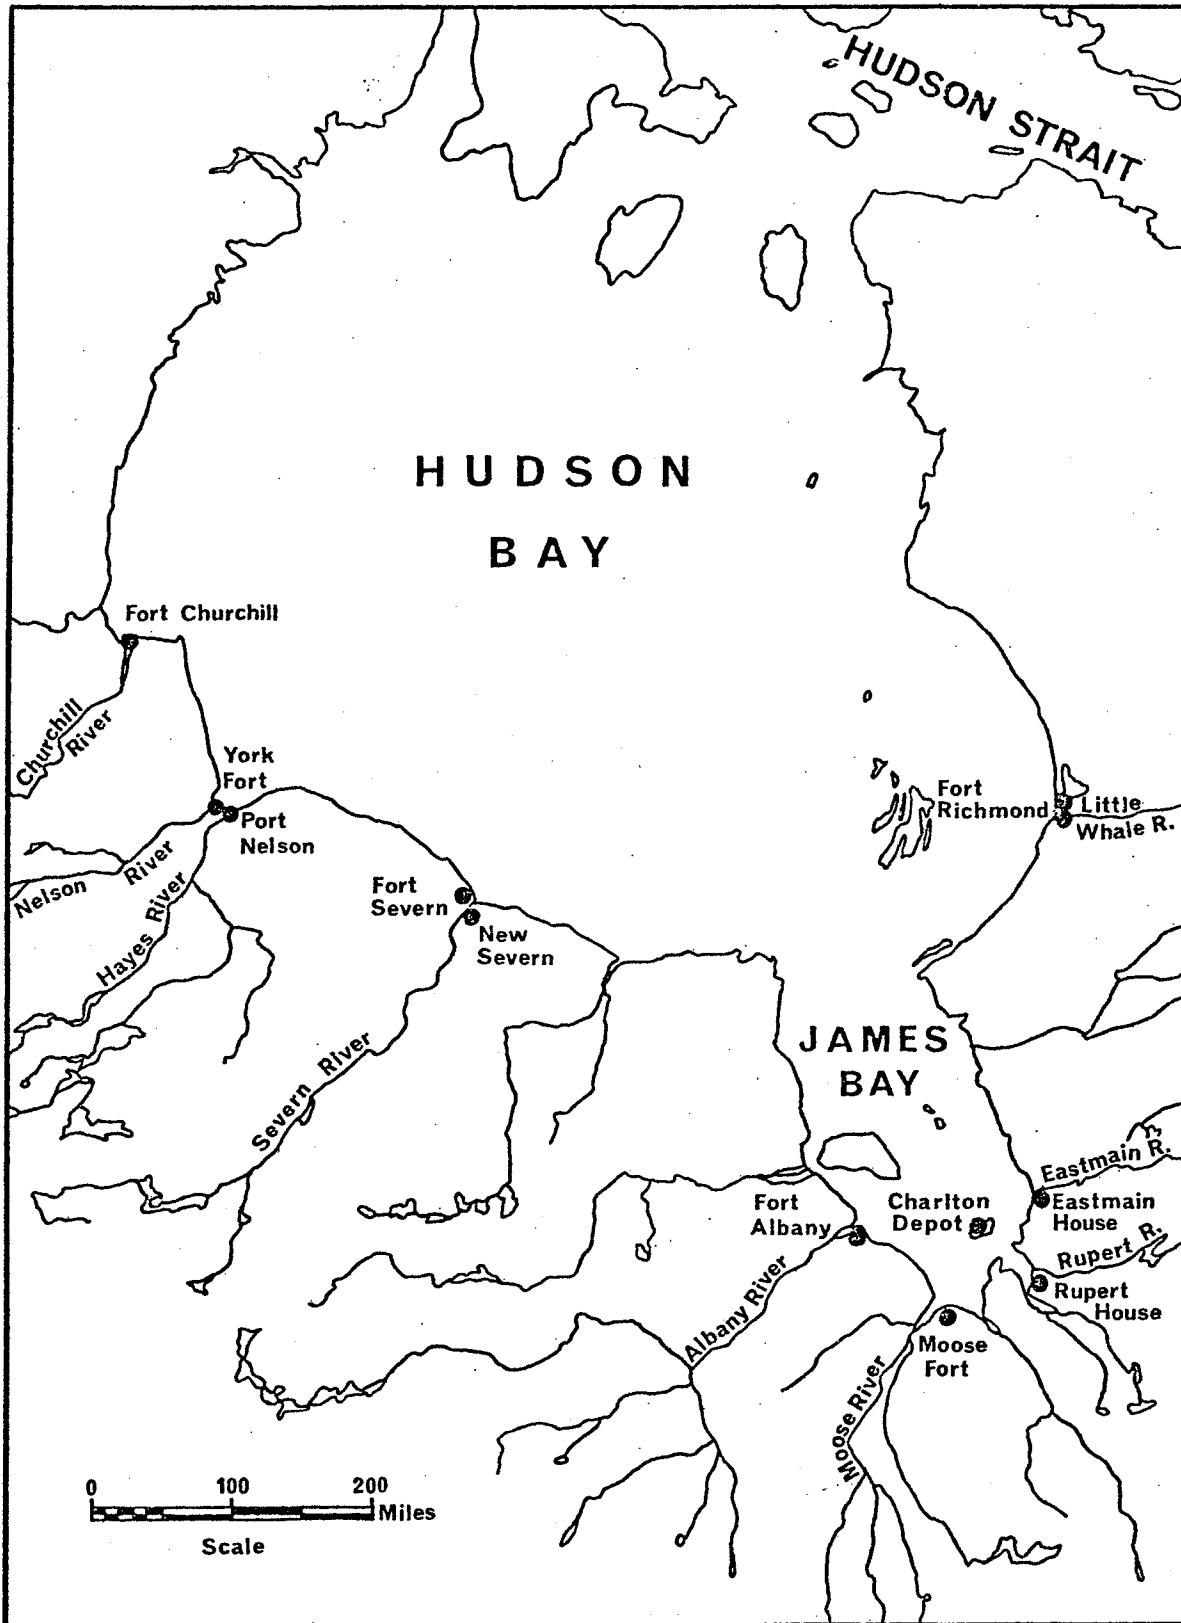 HUDSON STRAIT
HUDSON
BAY
Fort Churchill
Churchill
River
York
Fort
Port
Nelson
Nelson River
Hayes River
Fort
Severn
New
Severn
Severn River
Fort
Richmond
Little
Whale R.
JAMES
BAY
Eastmain R.
Eastmain
House
Fort
Albany
Charlton
Depot
Rupert R.
Rupert
House
Albany River
Moose
Fort
Moose River
0 100 200
Miles
Scale